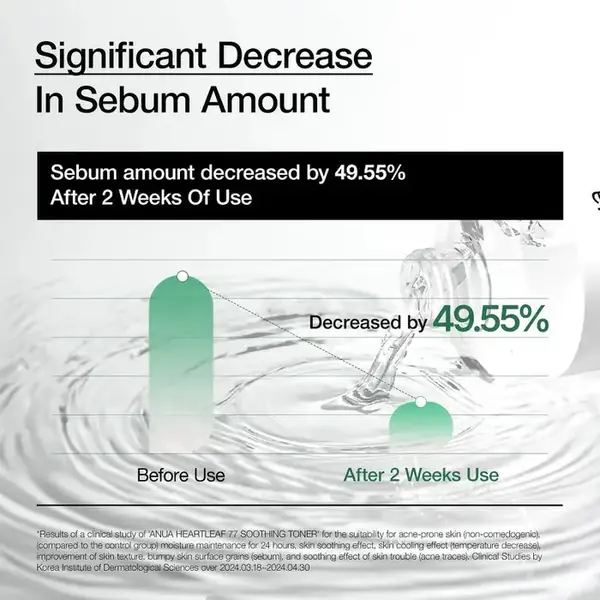 Significant Decrease
In Sebum Amount
Sebum amount decreased by 49.55%
After 2 Weeks Of Use
Decreased by 49.55%
Before Use
After 2 Weeks Use
*Results of a clinical study of 'ANUA HEARTLEAF 77 SOOTHING TONER' for the suitability for acne-prone skin (non-comedogenic),
(compared to the control group) moisture maintenance for 24 hours, skin soothing effect, skin cooling effect (temperature decrease),
improvement of skin texture, bumpy skin surface grains (sebum), and soothing effect of skin trouble (acne traces). Clinical Studies by
Korea Institute of Dermatological Sciences over 2024.03.18~2024.04.30